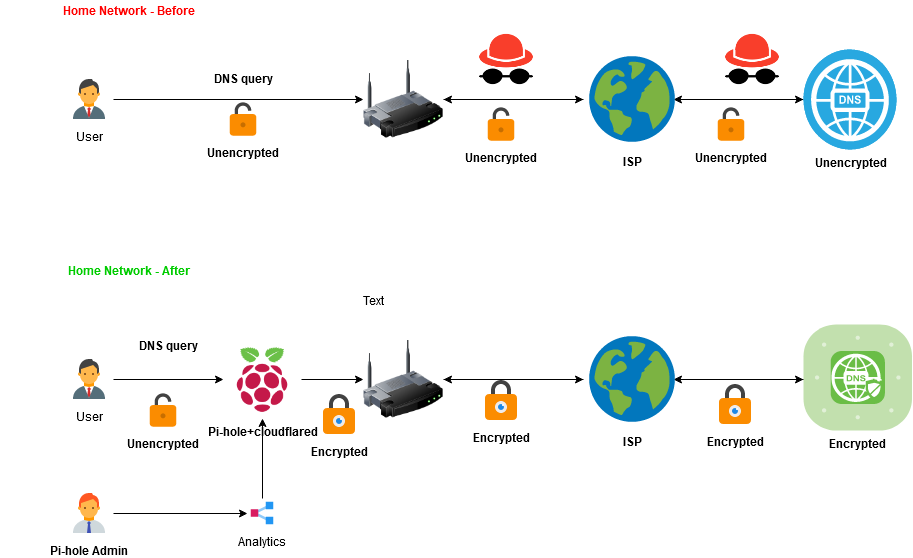 Home Network - Before
DNS query
User
Unencrypted
Unencrypted
ISP
Unencrypted
DNS
Unencrypted
Home Network - After
Text
DNS query
User
Unencrypted
Pi-hole+cloudflared
Encrypted
Encrypted
ISP
Encrypted
DNS
Encrypted
Pi-hole Admin
Analytics